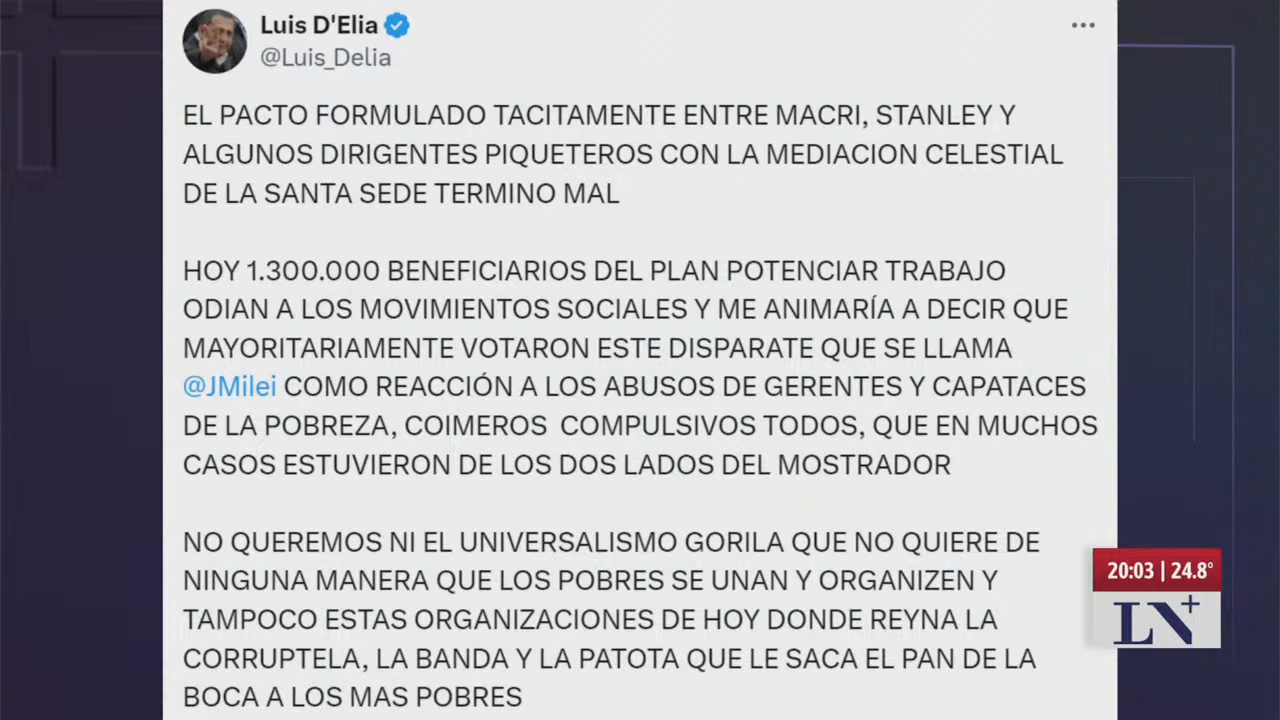 Luis D'Elia
@Luis_Delia
EL PACTO FORMULADO TACITAMENTE ENTRE MACRI, STANLEY Y
ALGUNOS DIRIGENTES PIQUETEROS CON LA MEDIACION CELESTIAL
DE LA SANTA SEDE TERMINO MAL
HOY 1.300.000 BENEFICIARIOS DEL PLAN POTENCIAR TRABAJO
ODIAN A LOS MOVIMIENTOS SOCIALES Y ME ANIMARÍA A DECIR QUE
MAYORITARIAMENTE VOTARON ESTE DISPARATE QUE SE LLAMA
@JMilei COMO REACCIÓN A LOS ABUSOS DE GERENTES Y CAPATACES
DE LA POBREZA, COIMEROS COMPULSIVOS TODOS, QUE EN MUCHOS
CASOS ESTUVIERON DE LOS DOS LADOS DEL MOSTRADOR
NO QUEREMOS NI EL UNIVERSALISMO GORILA QUE NO QUIERE DE
NINGUNA MANERA QUE LOS POBRES SE UNAN Y ORGANIZEN Y
TAMPOCO ESTAS ORGANIZACIONES DE HOY DONDE REYNA LA
CORRUPTELA, LA BANDA Y LA PATOTA QUE LE SACA EL PAN DE LA
BOCA A LOS MAS POBRES
20:03 | 24.8°
LN+